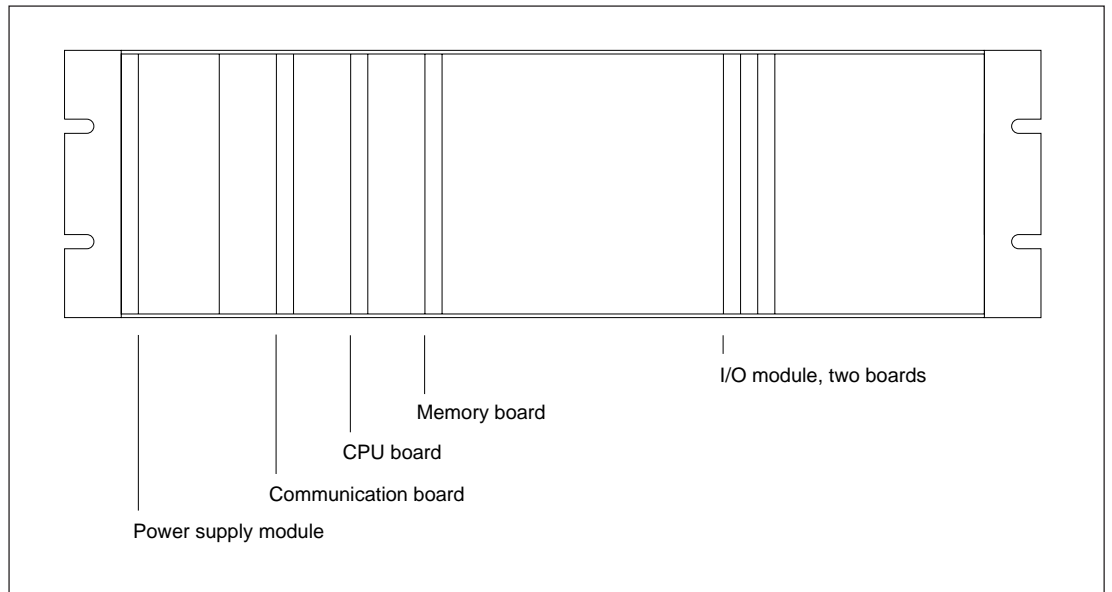 I/O module, two boards
Memory board
CPU board
Communication board
Power supply module